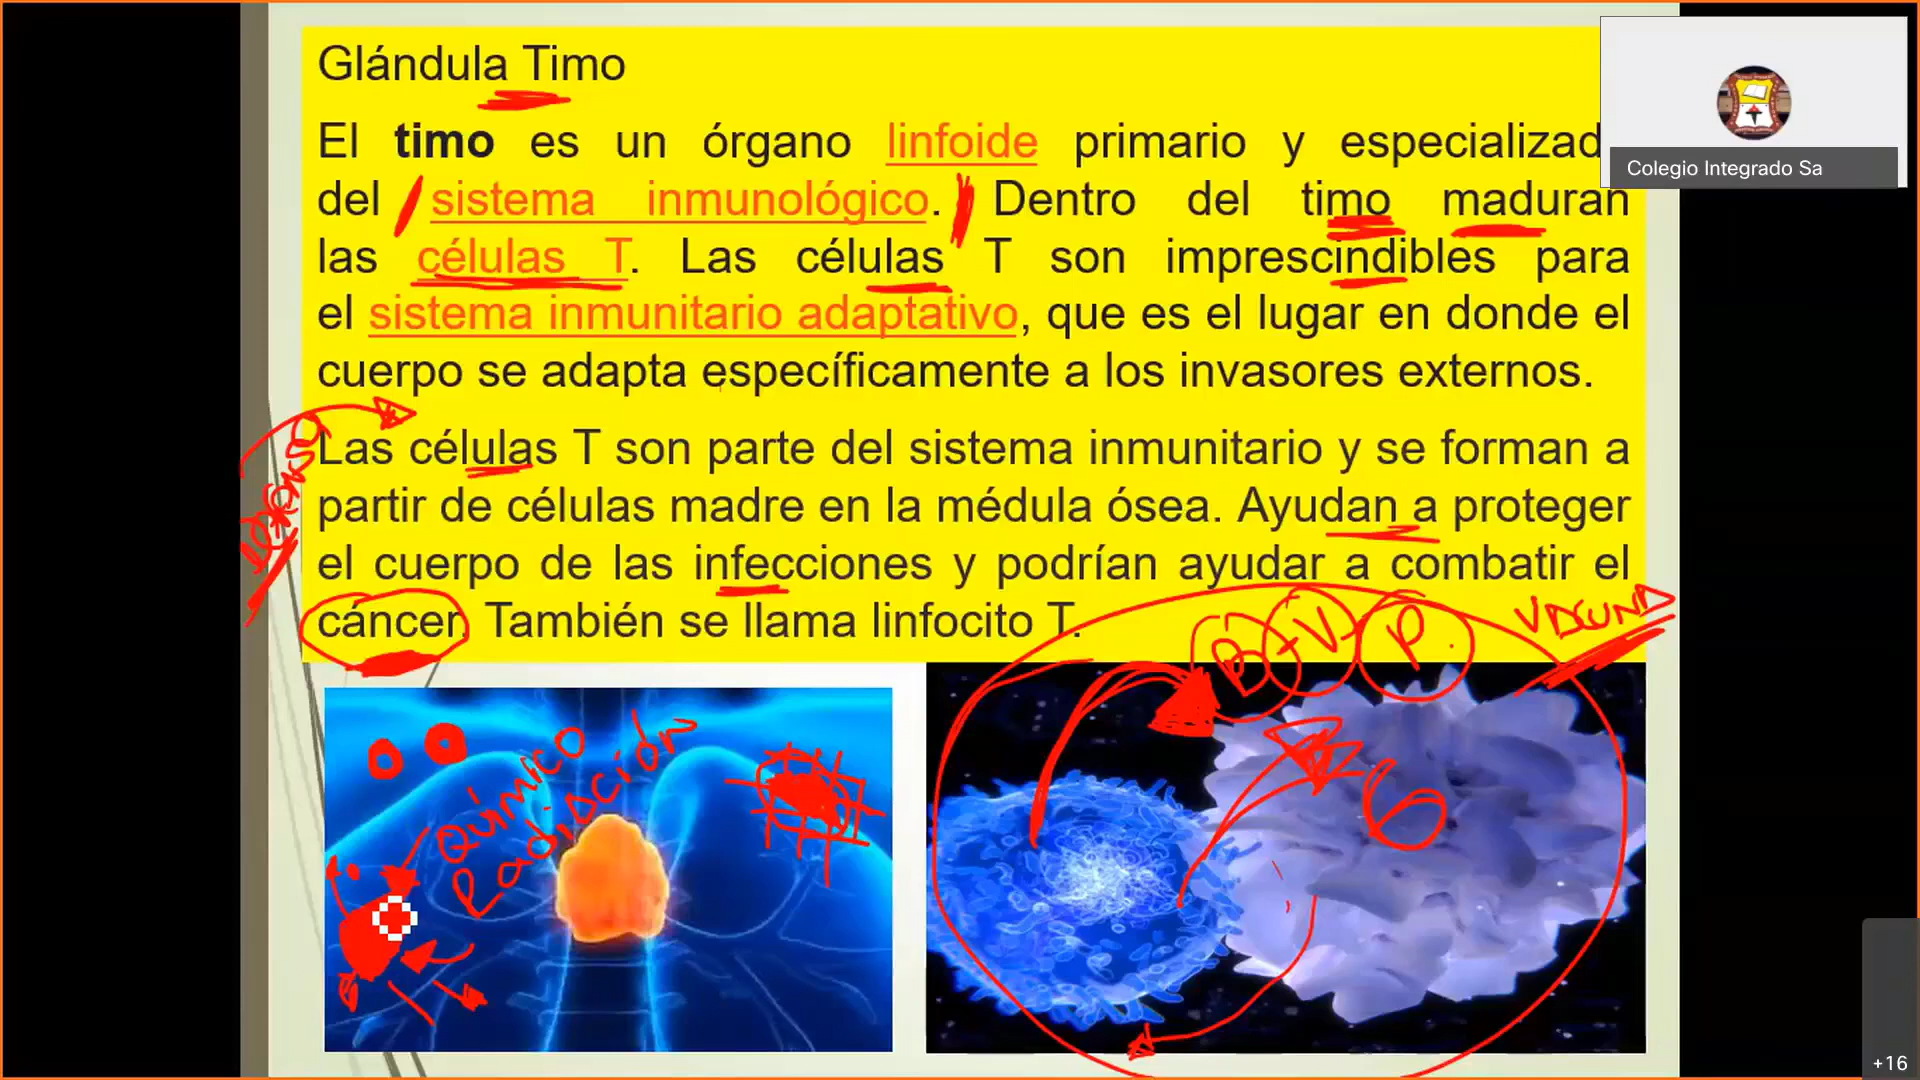 Glándula Timo
El timo es un órgano linfoide primario y especializad
del sistema inmunológico. Dentro del timo maduran
las células T. Las células T son imprescindibles para
el sistema inmunitario adaptativo, que es el lugar en donde el
cuerpo se adapta específicamente a los invasores externos.
Las células T son parte del sistema inmunitario y se forman a
partir de células madre en la médula ósea. Ayudan a proteger
el cuerpo de las infecciones y podrían ayudar a combatir el
cáncer. También se llama linfocito T.
Colegio Integrado Sa
B + V + P.
VACUNA
Químico
Radiación
+16